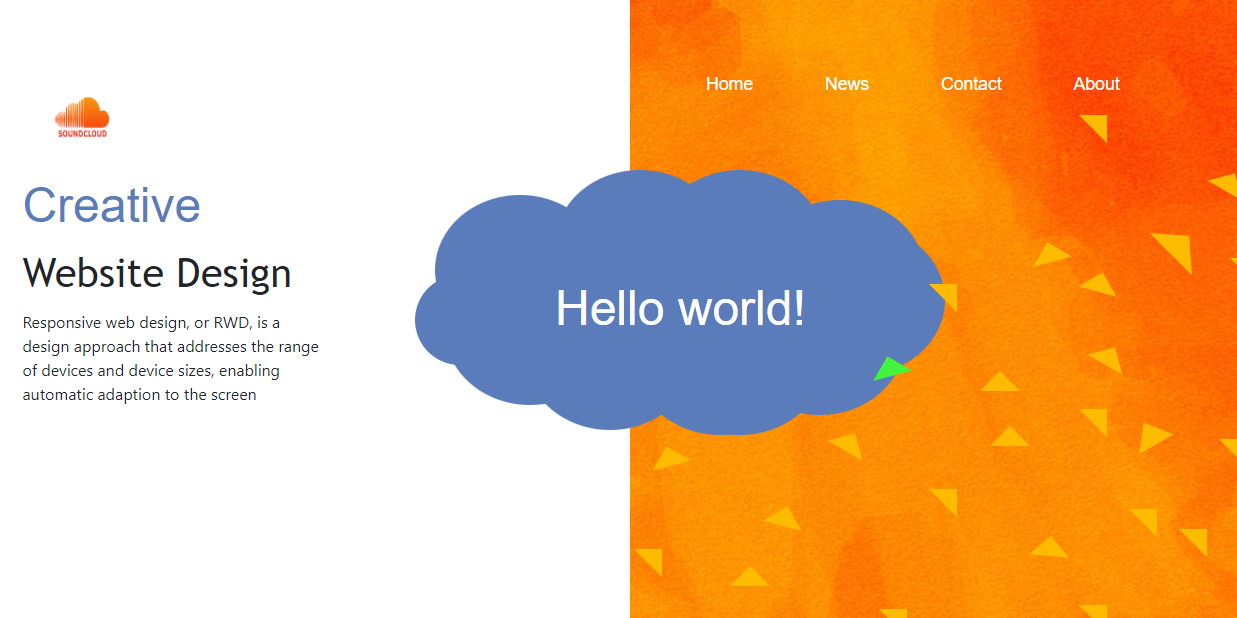 Home News Contact About
SOUNDCLOUD
Creative
Website Design
Responsive web design, or RWD, is a
design approach that addresses the range
of devices and device sizes, enabling
automatic adaption to the screen
Hello world!